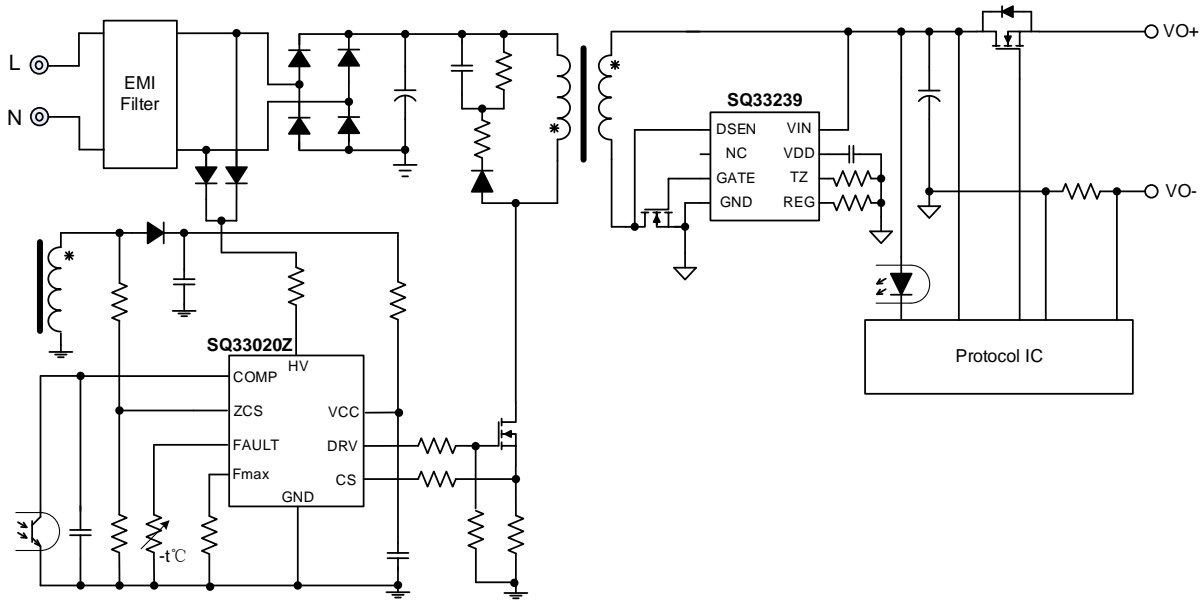 L
N
EMI
Filter
SQ33239
DSEN
NC
GATE
GND
VIN
VDD
TZ
REG
VO+
VO-
Protocol IC
SQ33020Z
HV
COMP
ZCS
FAULT
Fmax
VCC
DRV
CS
GND
-t℃